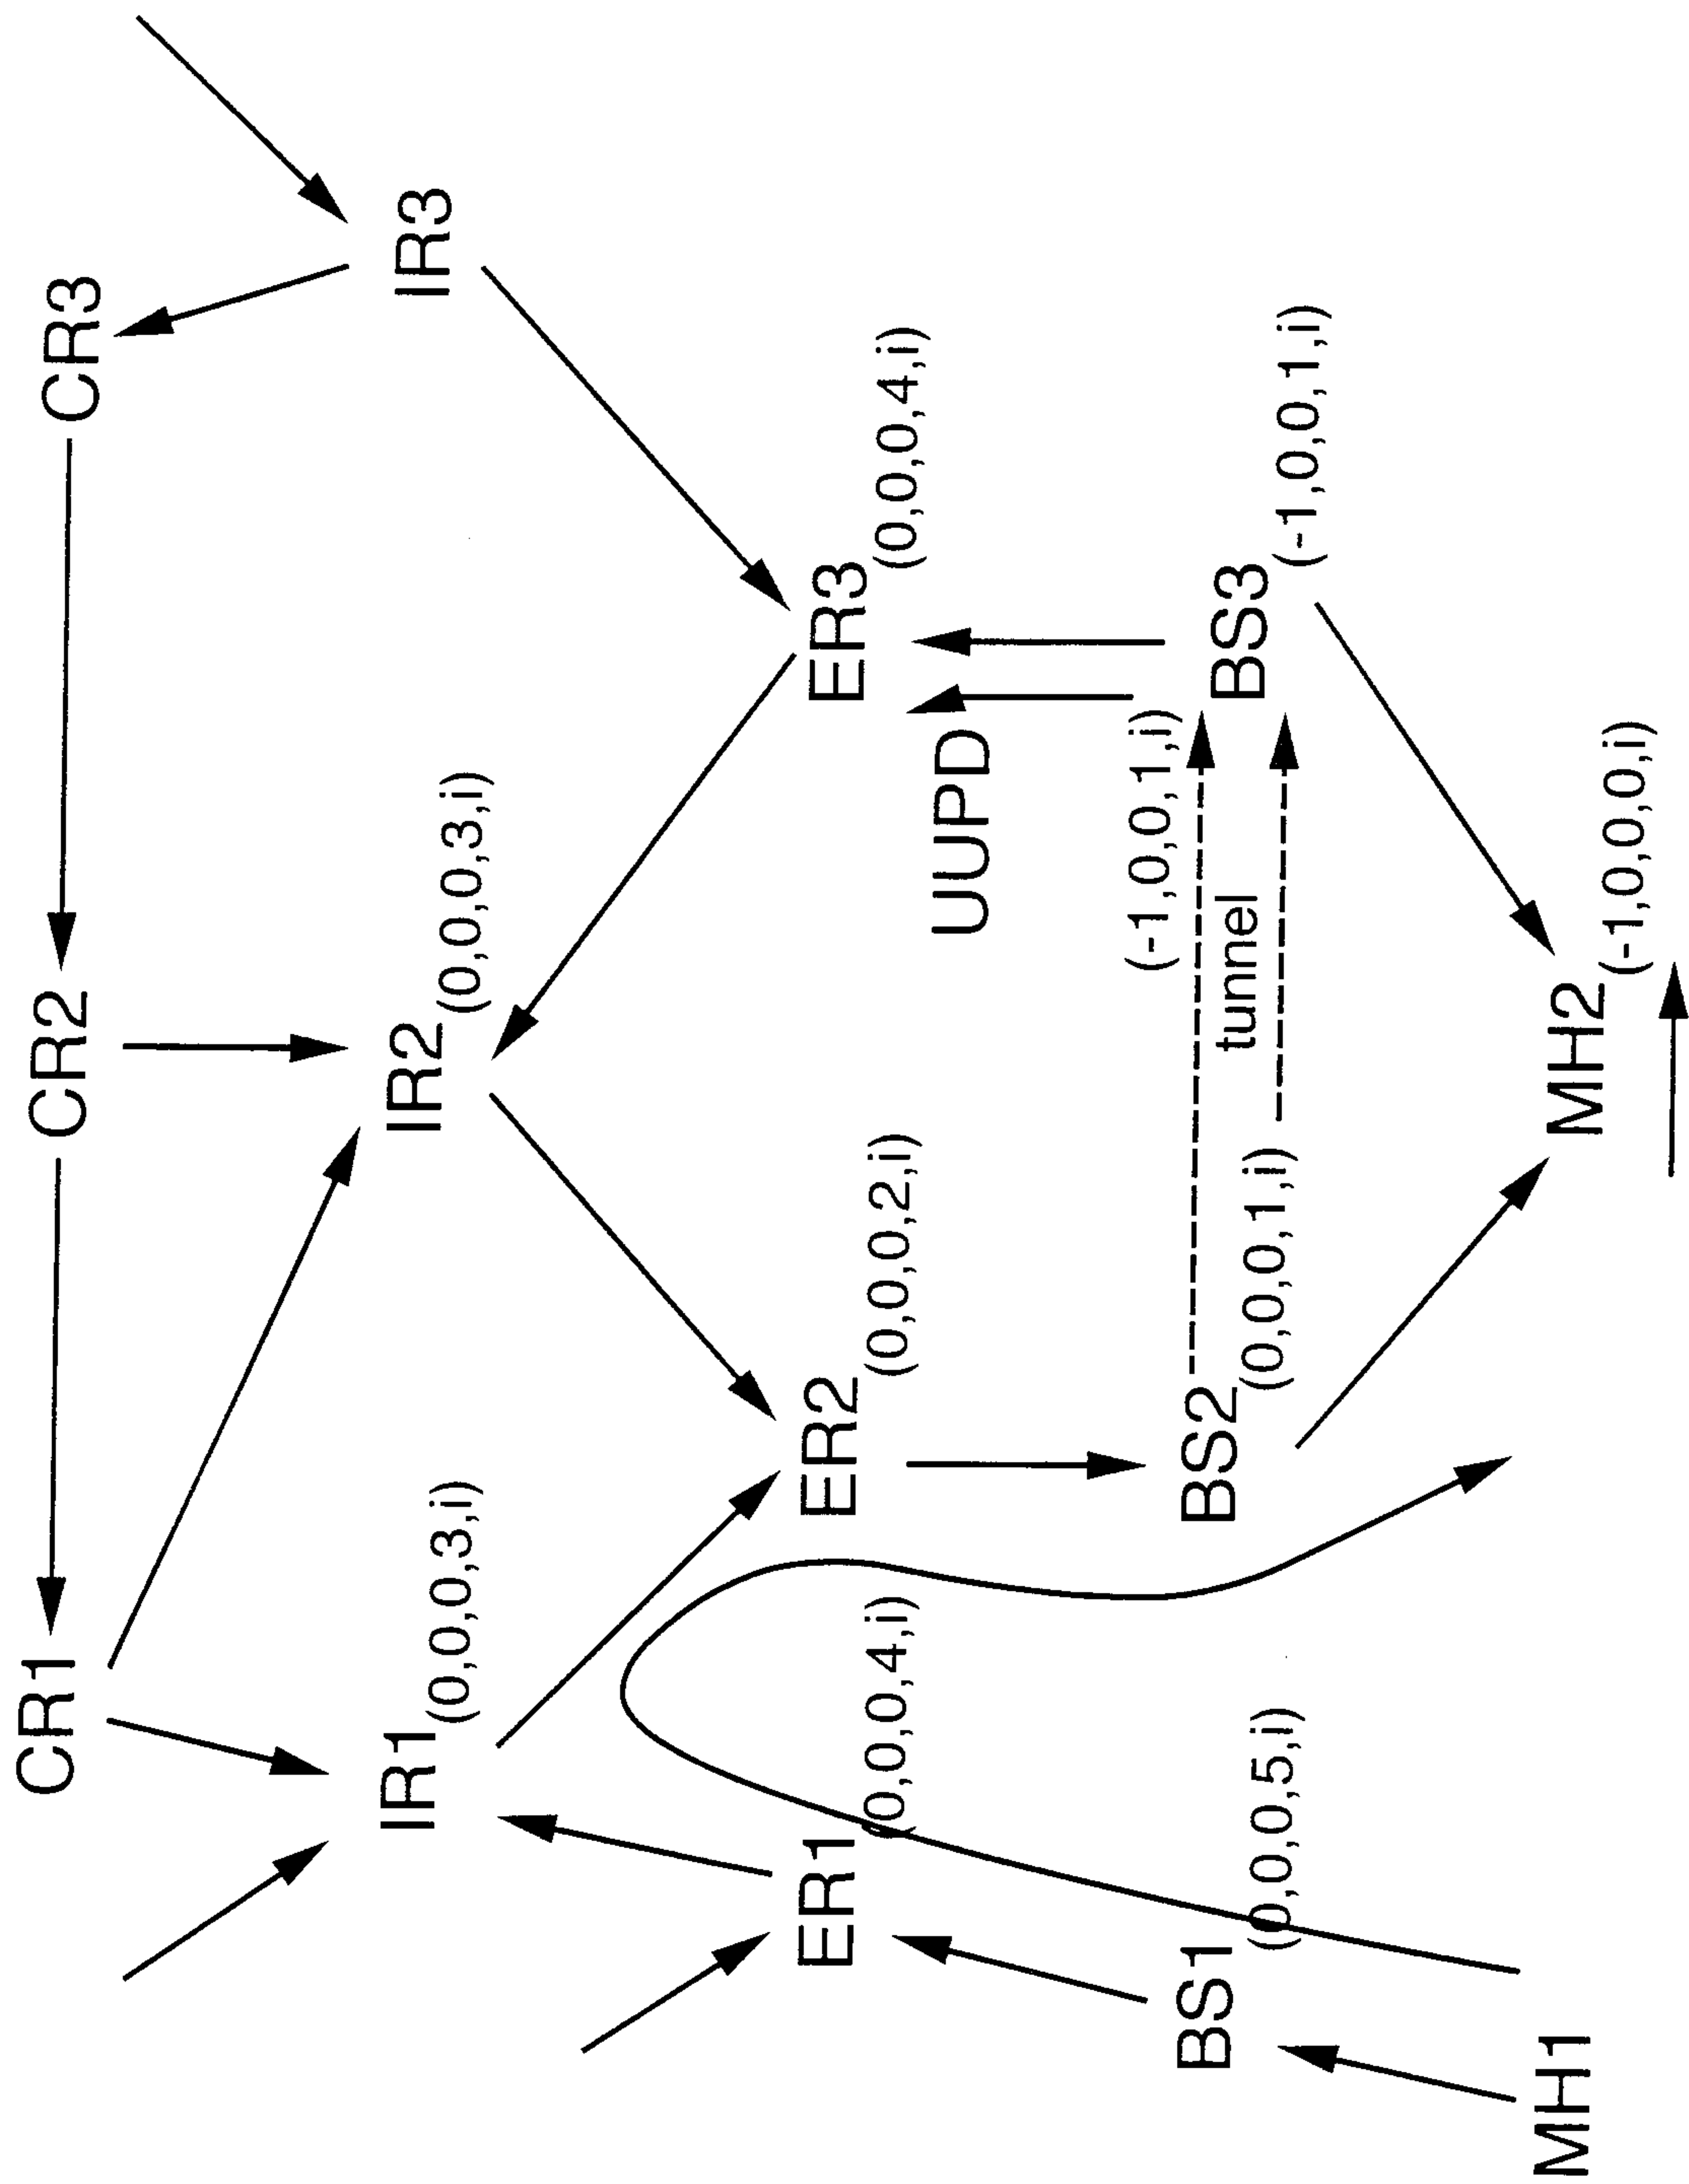 CR1
CR2
CR3
IR1
(0,0,0,3,i)
IR2
(0,0,0,3,i)
IR3
ER1
(0,0,0,4,i)
ER2
(0,0,0,2,i)
ER3
(0,0,0,4,i)
UUPD
(-1,0,0,1,i)
BS1
(0,0,0,5,i)
BS2
(0,0,0,1,i)
tunnel
BS3
(-1,0,0,1,i)
MH1
MH2
(-1,0,0,0,i)